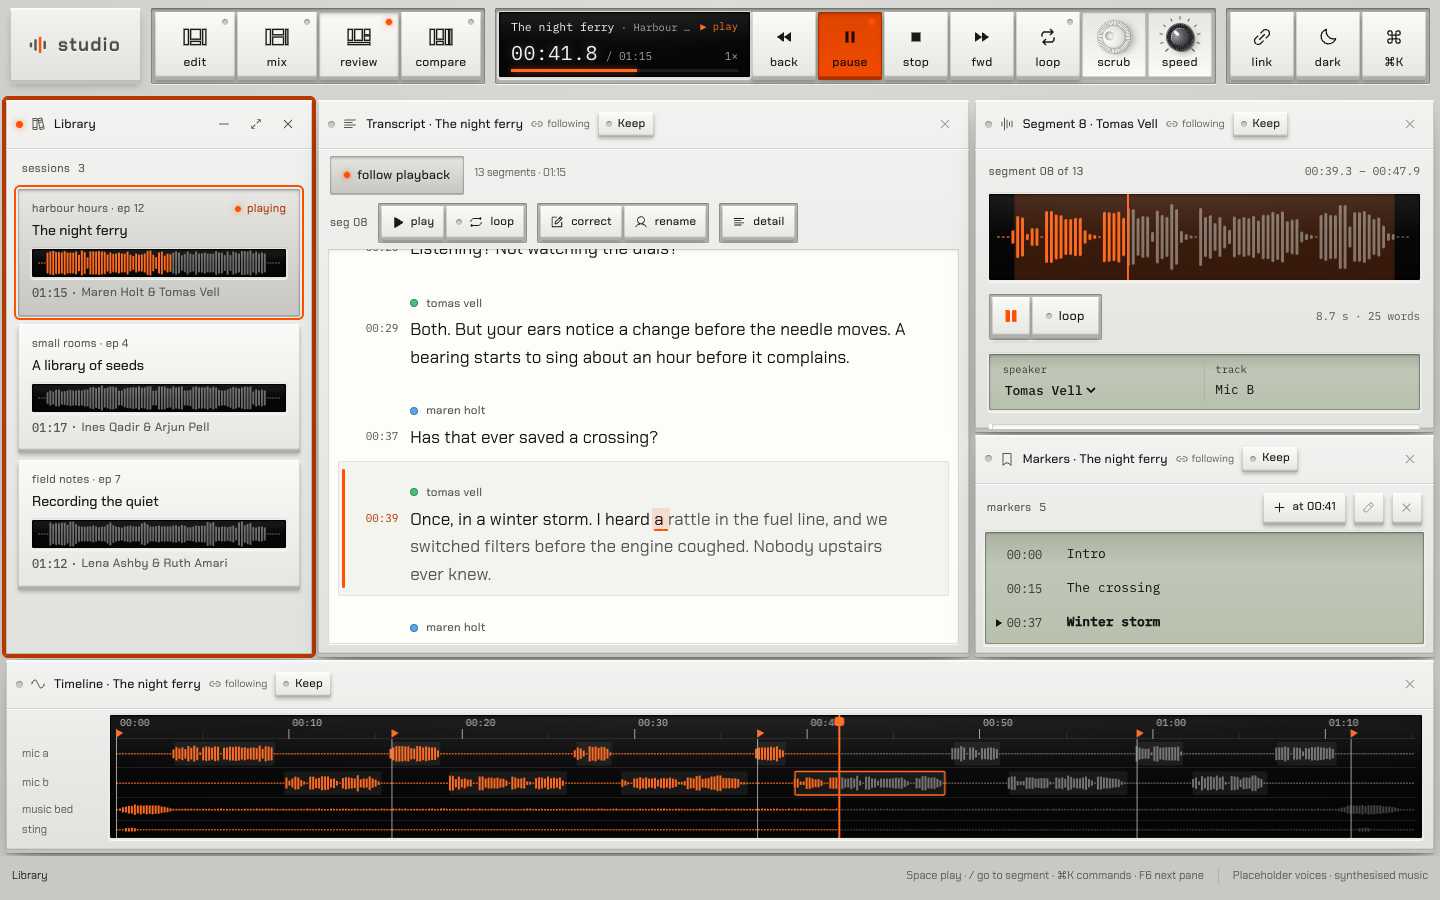 studio
edit
mix
review
compare
The night ferry · Harbour …
▶ play
00:41.8 / 01:15
1×
back
pause
stop
fwd
loop
scrub
speed
link
dark
⌘
⌘K
Library
sessions 3
harbour hours · ep 12
playing
The night ferry
01:15 · Maren Holt & Tomas Vell
small rooms · ep 4
A library of seeds
01:17 · Ines Qadir & Arjun Pell
field notes · ep 7
Recording the quiet
01:12 · Lena Ashby & Ruth Amari
Transcript · The night ferry
following
Keep
follow playback
13 segments · 01:15
seg 08
play
loop
correct
rename
detail
Listening? Not watching the dials?
tomas vell
00:29
Both. But your ears notice a change before the needle moves. A
bearing starts to sing about an hour before it complains.
maren holt
00:37
Has that ever saved a crossing?
tomas vell
00:39
Once, in a winter storm. I heard a rattle in the fuel line, and we
switched filters before the engine coughed. Nobody upstairs
ever knew.
maren holt
Segment 8 · Tomas Vell
following
Keep
segment 08 of 13
00:39.3 – 00:47.9
loop
8.7 s · 25 words
speaker
Tomas Vell
track
Mic B
Markers · The night ferry
following
Keep
markers 5
+ at 00:41
00:00 Intro
00:15 The crossing
00:37 Winter storm
Timeline · The night ferry
following
Keep
00:00
00:10
00:20
00:30
00:50
01:00
01:10
mic a
mic b
music bed
sting
Library
Space play · / go to segment · ⌘K commands · F6 next pane
Placeholder voices · synthesised music